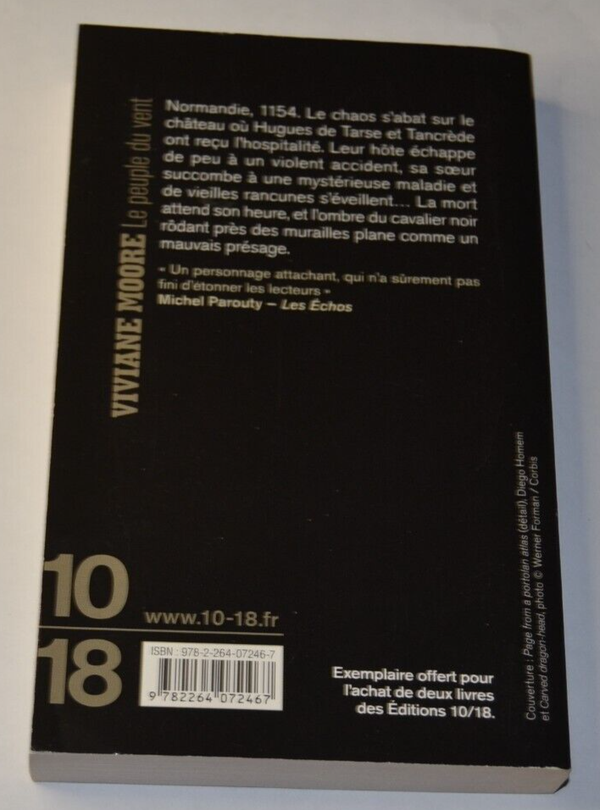 VIVIANE MOORE Le peuple du vent
Normandie, 1154. Le chaos s'abat sur le
château où Hugues de Tarse et Tancrède
ont reçu l'hospitalité. Leur hôte échappe
de peu à un violent accident, sa sœur
succombe à une mystérieuse maladie et
de vieilles rancunes s'éveillent... La mort
attend son heure, et l'ombre du cavalier noir
rôdant près des murailles plane comme un
mauvais présage.
« Un personnage attachant, qui n'a sûrement pas
fini d'étonner les lecteurs »
Michel Parouty – Les Échos
10
18
www.10-18.fr
ISBN : 978-2-264-07246-7
9 782264 072467
Exemplaire offert pour
l'achat de deux livres
des Éditions 10/18.
Couverture : Page from a portolan atlas (détail), Diego Homem
et Carved dragon-head, photo © Werner Forman / Corbis